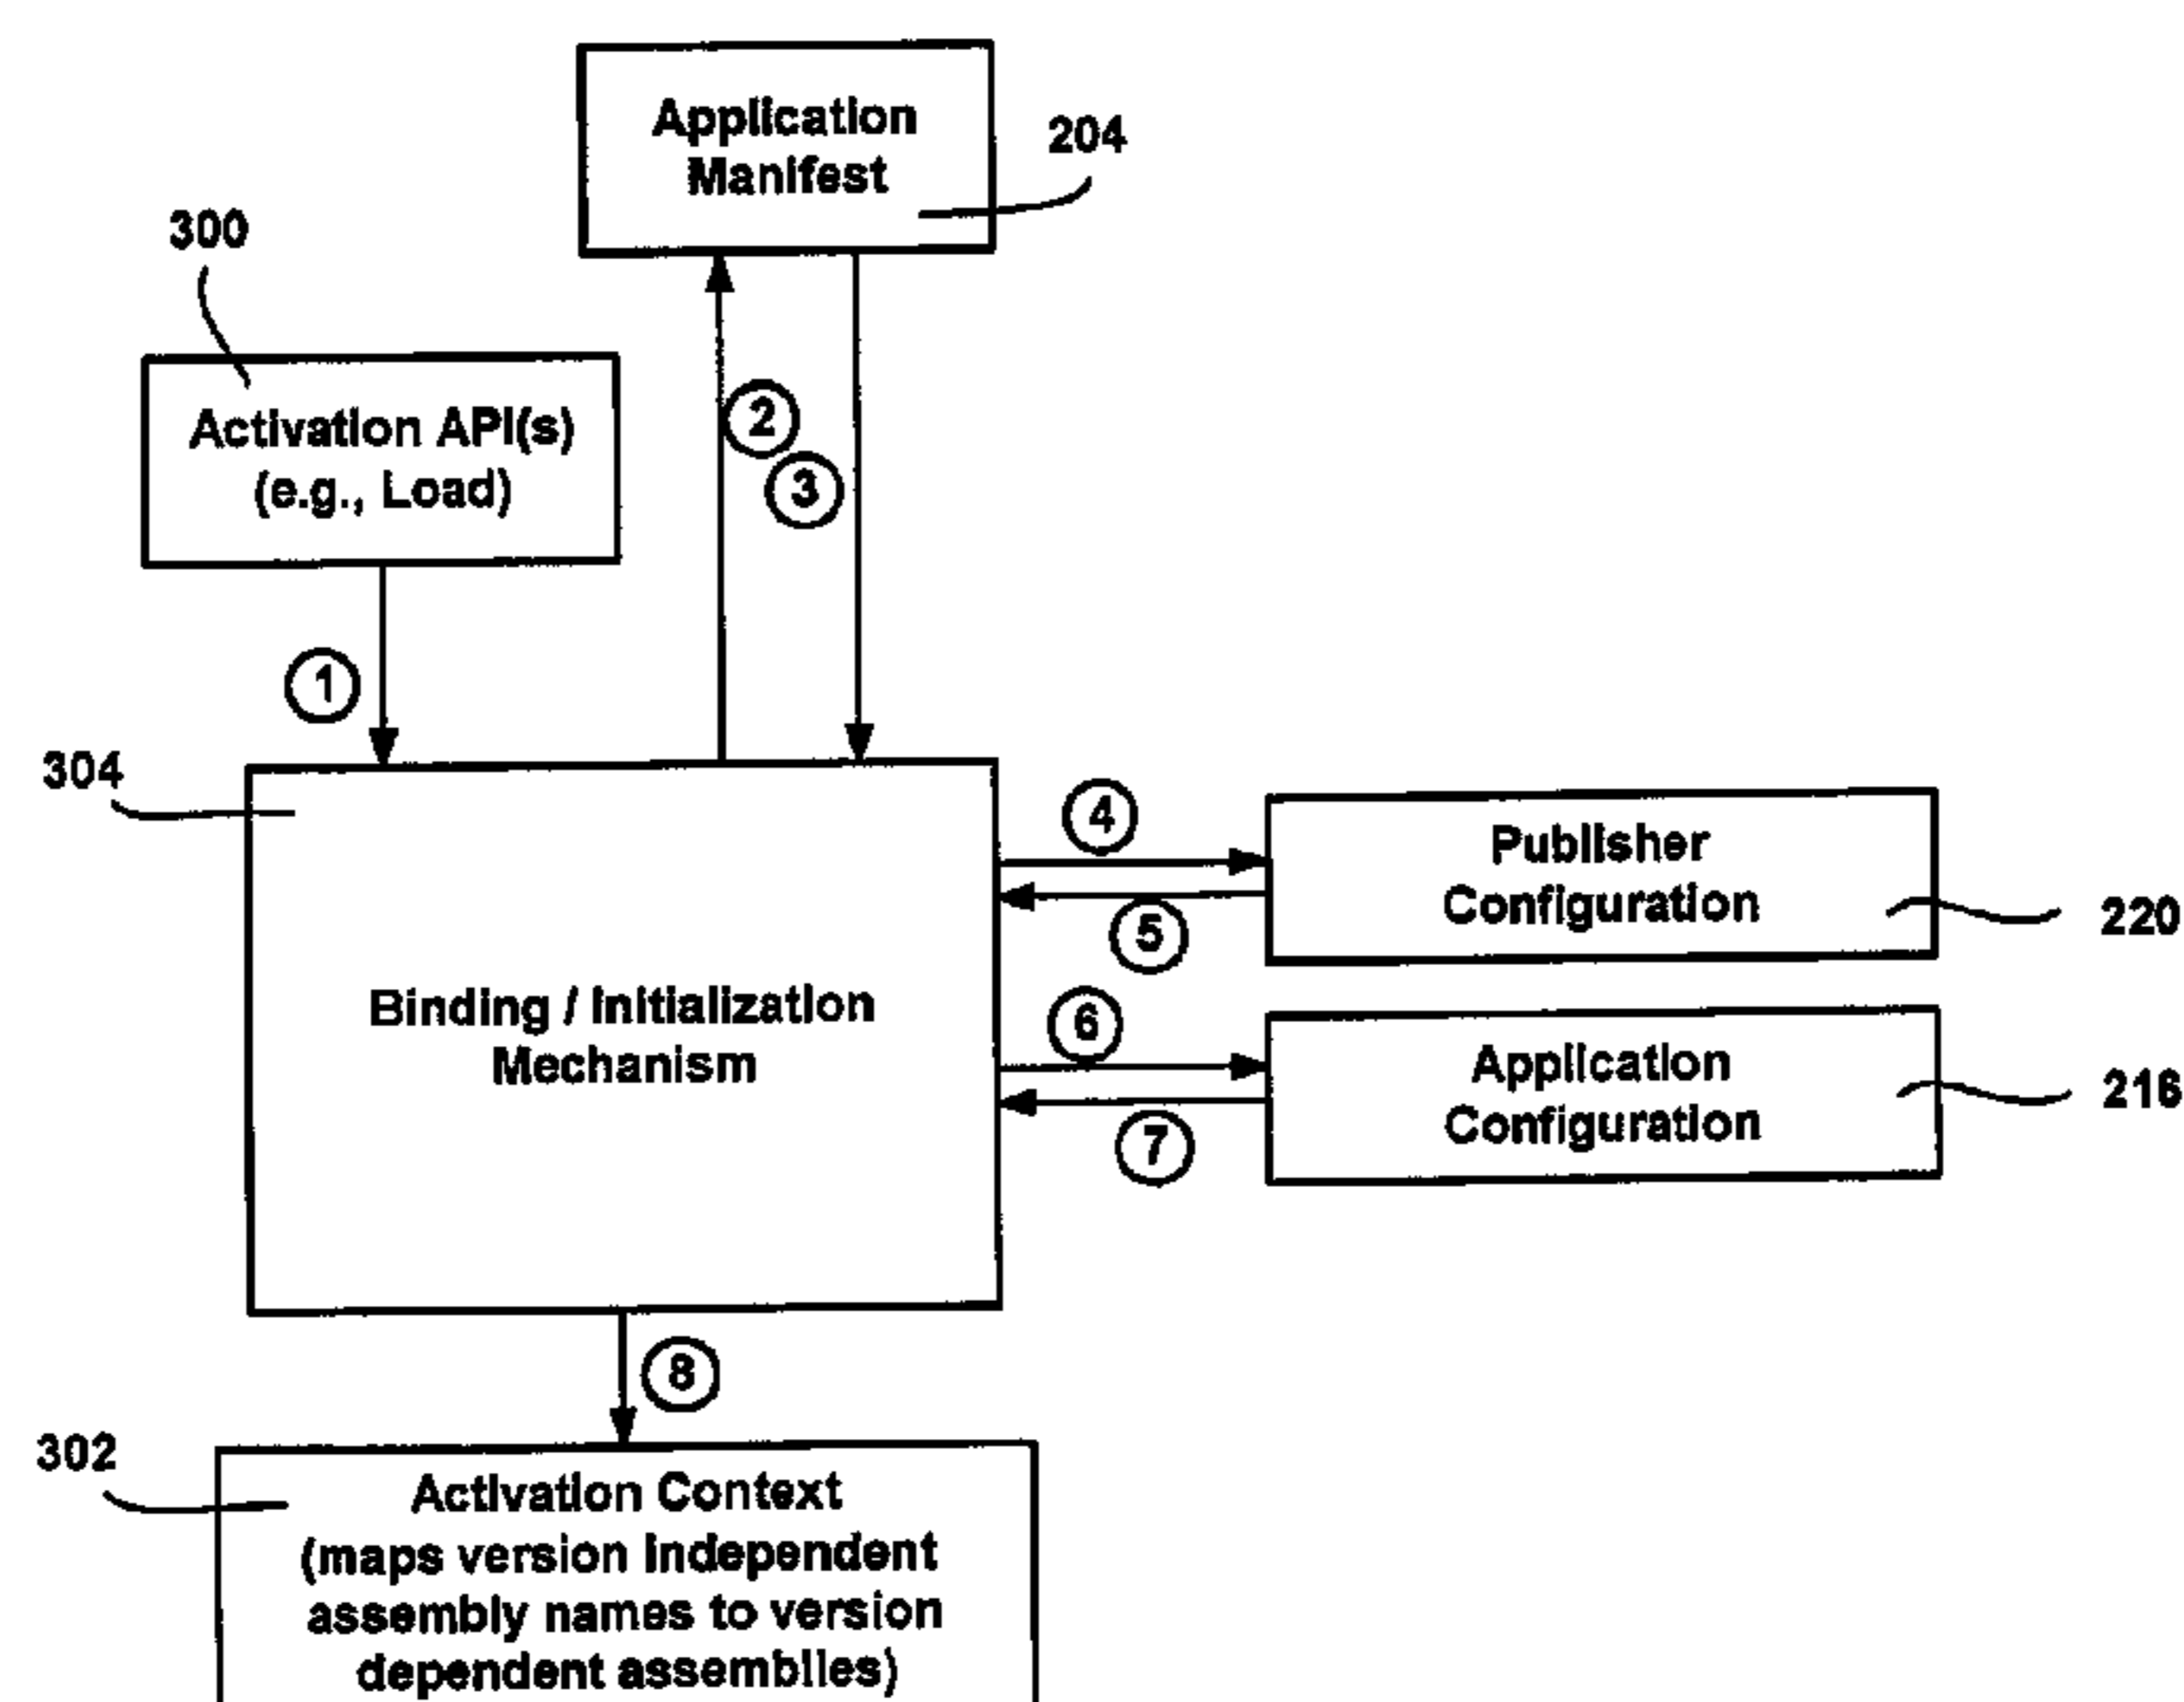 Application
Manifest
204
300
Activation API(s)
(e.g., Load)
2
3
1
304
4
Publisher
Configuration
220
5
Binding / Initialization
Mechanism
6
Application
Configuration
216
7
8
302
Activation Context
(maps version independent
assembly names to version
dependent assemblies)